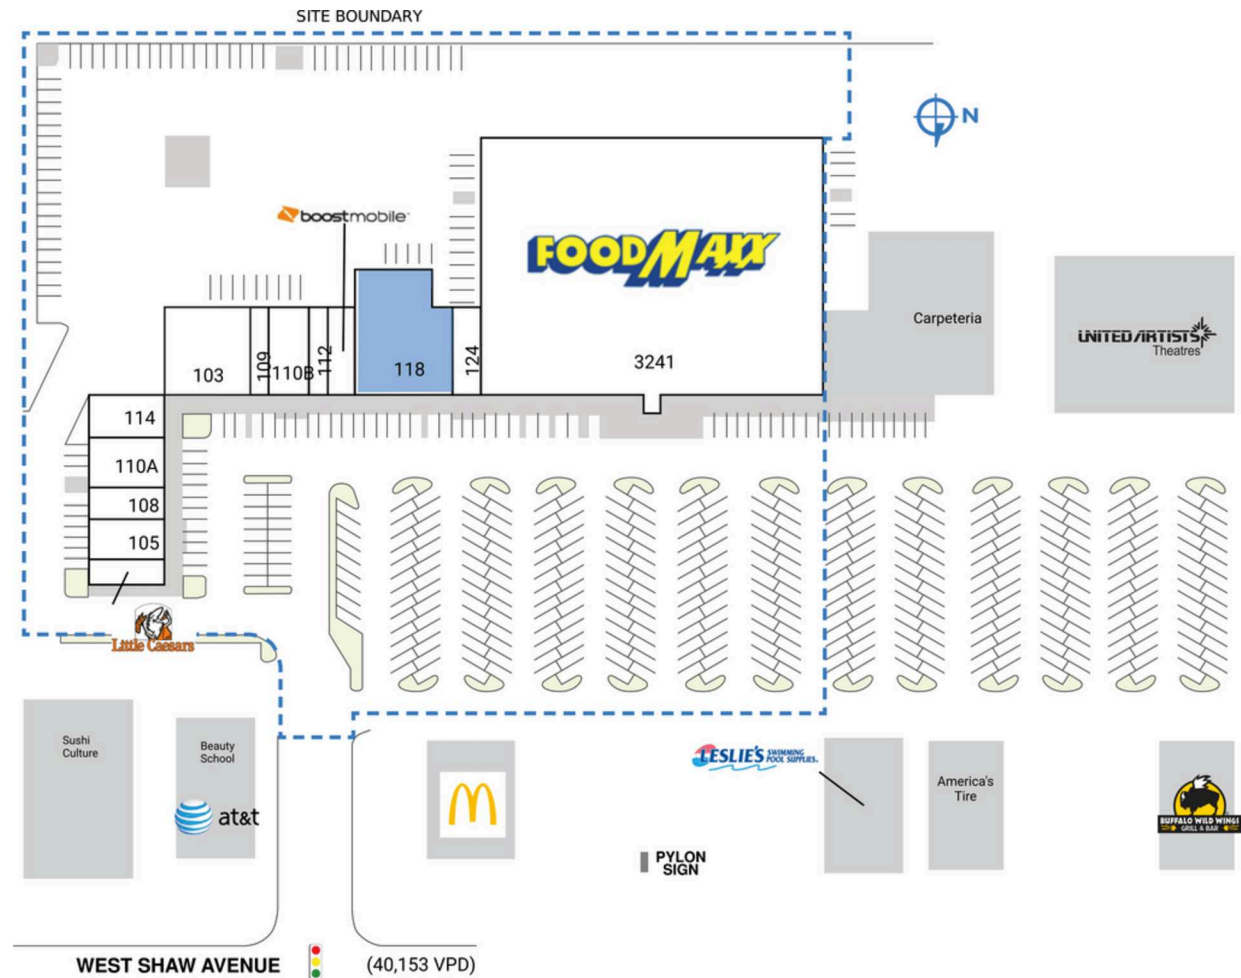 SITE BOUNDARY
N
boostmobile
FOODMAXX
Carpeteria
UNITED ARTISTS
Theatres
103
109
110B
112
118
124
3241
114
110A
108
105
Little Caesars
Sushi
Culture
Beauty
School
at&t
LESLIE'S SWIMMING
POOL SUPPLIES.
America's
Tire
BUFFALO WILD WINGS
GRILL & BAR
PYLON
SIGN
WEST SHAW AVENUE
(40,153 VPD)